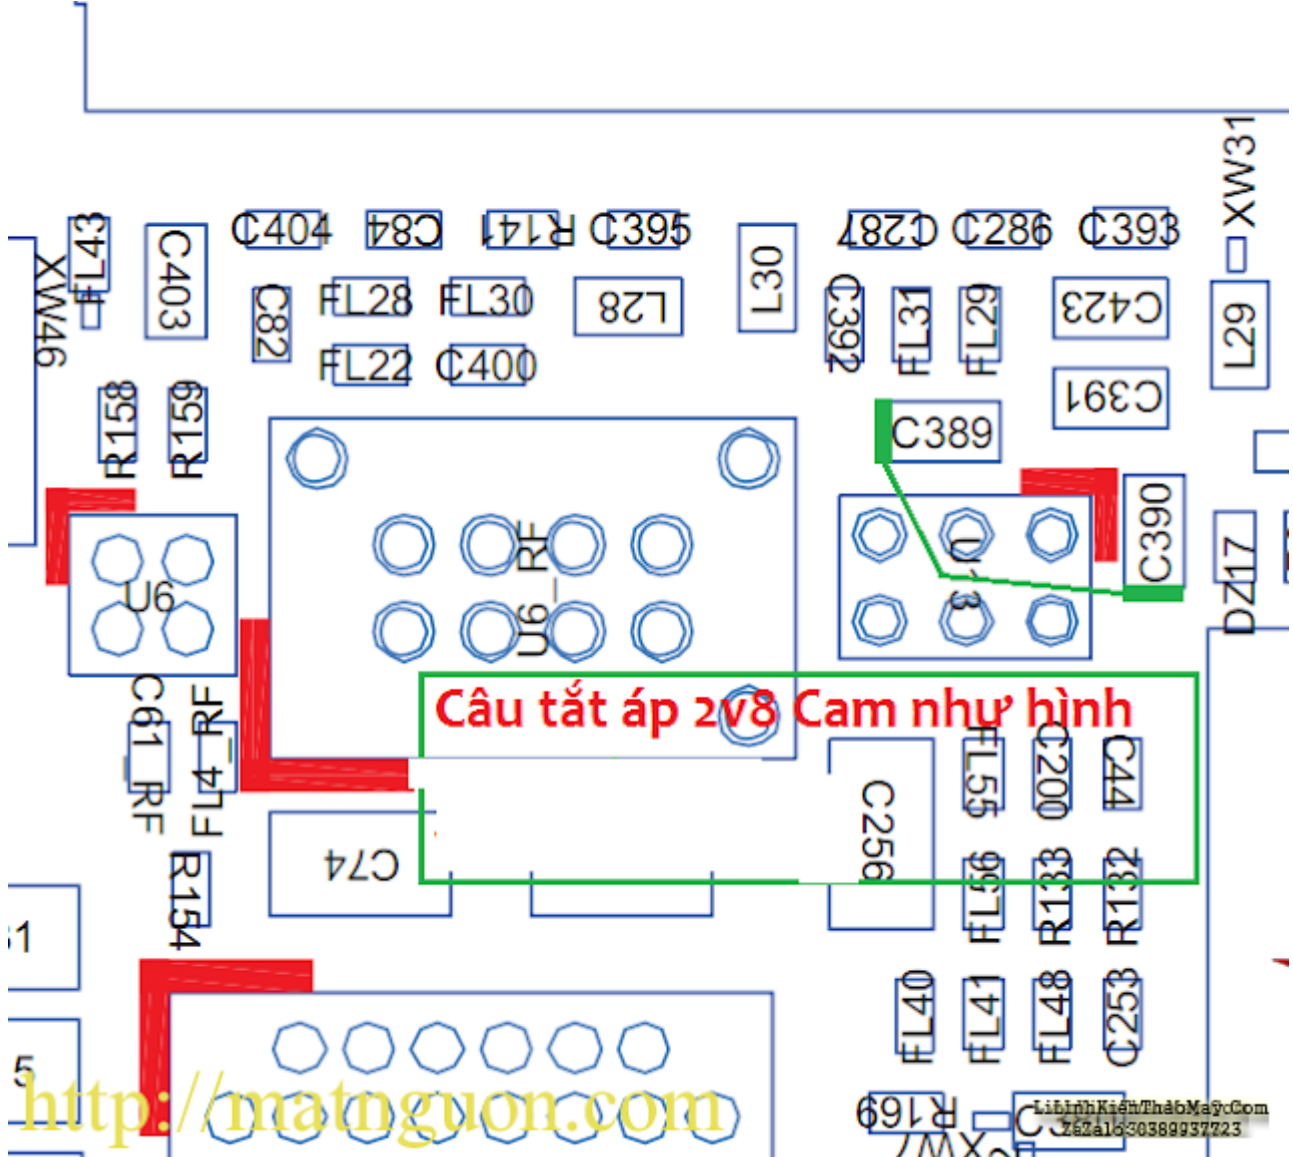 XW31
C404 C84 R141 C395 C287 C286 C393
FL43 C403 L30
XW46 C82 FL28 FL30 L28 C392 FL31 FL29 C423 L29
FL22 C400 C391
R158 R159 C389
C390
U6 U6_RF U13 DZ17
C61_RF FL4_RF
Câu tắt áp 2v8 Cam như hình
FL55 C200 C44
C74 C256
R154 R133 R132
FL40 FL41 FL48 C253
5
http://matnguon.com
R169